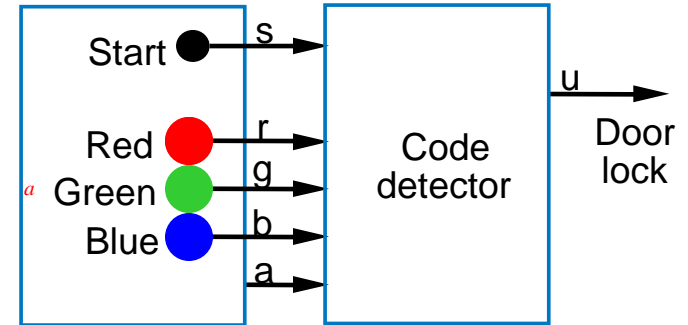 Start
s
u
Red
r
Door
lock
Code
detector
a
Green
g
Blue
b
a